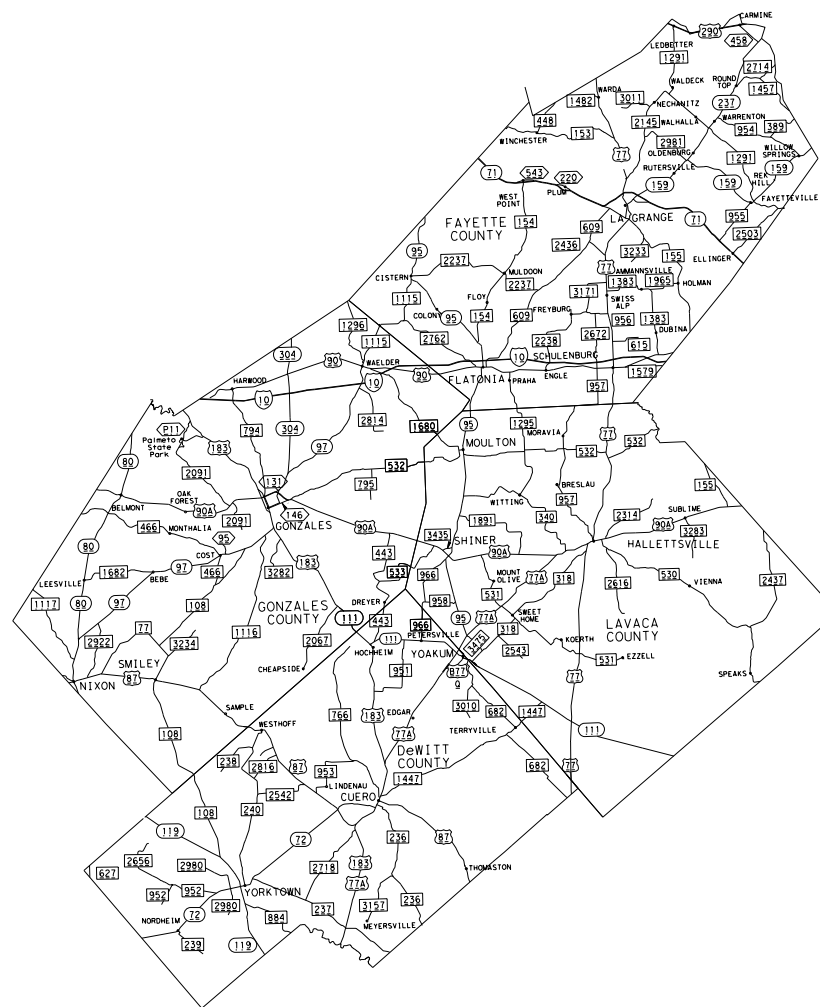 CARMINE
290
458
LEDBETTER
1291
2714
WALDECK
ROUND
TOP
1457
WARDA
3011
1482
NECHANITZ
237
448
2145
WALHALLA
WARRENTON
954
389
WINCHESTER
153
77
2981
OLDENBURG
1291
WILLOW
SPRINGS
159
RUTERSVILLE
REK
HILL
71
543
220
159
159
WEST
POINT
PLUM
FAYETTEVILLE
LA GRANGE
955
71
2503
FAYETTE
COUNTY
154
609
2436
3233
155
ELLINGER
95
2237
77
AMMANNSVILLE
CISTERN
MULDOON
1383
1965
HOLMAN
2237
1115
3171
FLOY
SWISS
ALP
COLONY
95
154
609
FREYBURG
956
1383
DUBINA
1296
1115
2762
2238
2672
615
304
10
SCHULENBURG
90
WAELDER
90
1579
FLATONIA
ENGLE
HARWOOD
10
PRAHA
957
10
2814
P11
Palmeto
State
Park
794
304
1680
95
1295
183
97
MOULTON
MORAVIA
77
532
80
532
532
131
2091
795
BRESLAU
155
OAK
FOREST
WITTING
957
BELMONT
90A
2091
146
GONZALES
2314
SUBLIME
466
MONTHALIA
90A
1891
340
90A
95
3435
SHINER
3283
80
COST
443
90A
HALLETTSVILLE
183
97
LEESVILLE
1682
BEBE
466
3282
533
966
MOUNT
OLIVE
77A
318
530
2437
2616
VIENNA
1117
80
97
108
GONZALES
COUNTY
DREYER
958
531
77
1116
111
443
966
95
77A
SWEET
HOME
LAVACA
COUNTY
2922
3234
2067
111
PETERSVILLE
318
SMILEY
HOCHHEIM
YOAKUM
3475
KOERTH
87
CHEAPSIDE
951
2543
531
EZZELL
NIXON
B77
Q
77
SPEAKS
SAMPLE
766
183
EDGAR
3010
108
WESTHOFF
682
1447
77A
TERRYVILLE
111
238
2816
87
DeWITT
COUNTY
953
682
77
LINDENAU
1447
2542
CUERO
108
240
119
72
236
87
2656
2980
183
627
2718
THOMASTON
952
952
77A
YORKTOWN
72
2980
237
3157
236
NORDHEIM
884
MEYERSVILLE
239
119